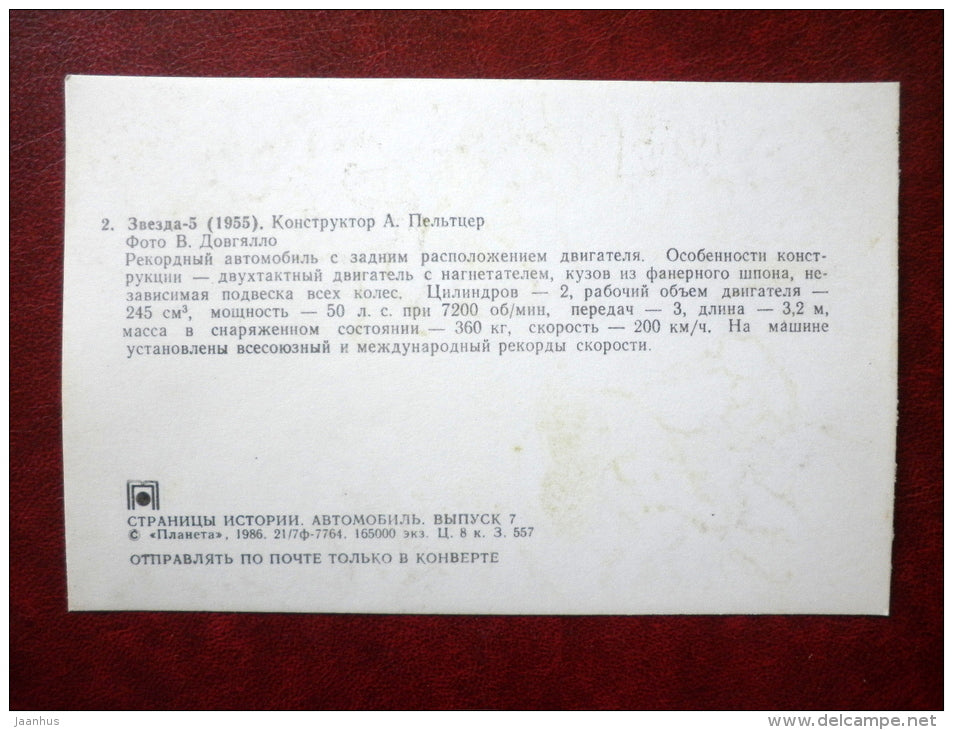 2. Звезда-5 (1955). Конструктор А. Пельтцер
Фото В. Довгялло
Рекордный автомобиль с задним расположением двигателя. Особенности конст-
рукции — двухтактный двигатель с нагнетателем, кузов из фанерного шпона, не-
зависимая подвеска всех колес. Цилиндров — 2, рабочий объем двигателя —
245 см³, мощность — 50 л. с. при 7200 об/мин, передач — 3, длина — 3,2 м,
масса в снаряженном состоянии — 360 кг, скорость — 200 км/ч. На машине
установлены всесоюзный и международный рекорды скорости.
СТРАНИЦЫ ИСТОРИИ. АВТОМОБИЛЬ. ВЫПУСК 7
© «Планета», 1986. 21/7ф-7764. 165000 экз. Ц. 8 к. З. 557
ОТПРАВЛЯТЬ ПО ПОЧТЕ ТОЛЬКО В КОНВЕРТЕ
jaanhus
www.delcampe.net